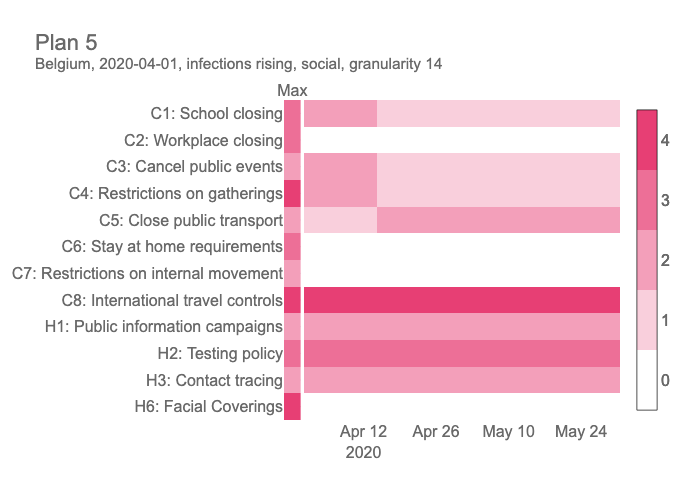 Plan 5
Belgium, 2020-04-01, infections rising, social, granularity 14
Max
C1: School closing
C2: Workplace closing
C3: Cancel public events
C4: Restrictions on gatherings
C5: Close public transport
C6: Stay at home requirements
C7: Restrictions on internal movement
C8: International travel controls
H1: Public information campaigns
H2: Testing policy
H3: Contact tracing
H6: Facial Coverings
Apr 12 Apr 26 May 10 May 24
2020
4
3
2
1
0